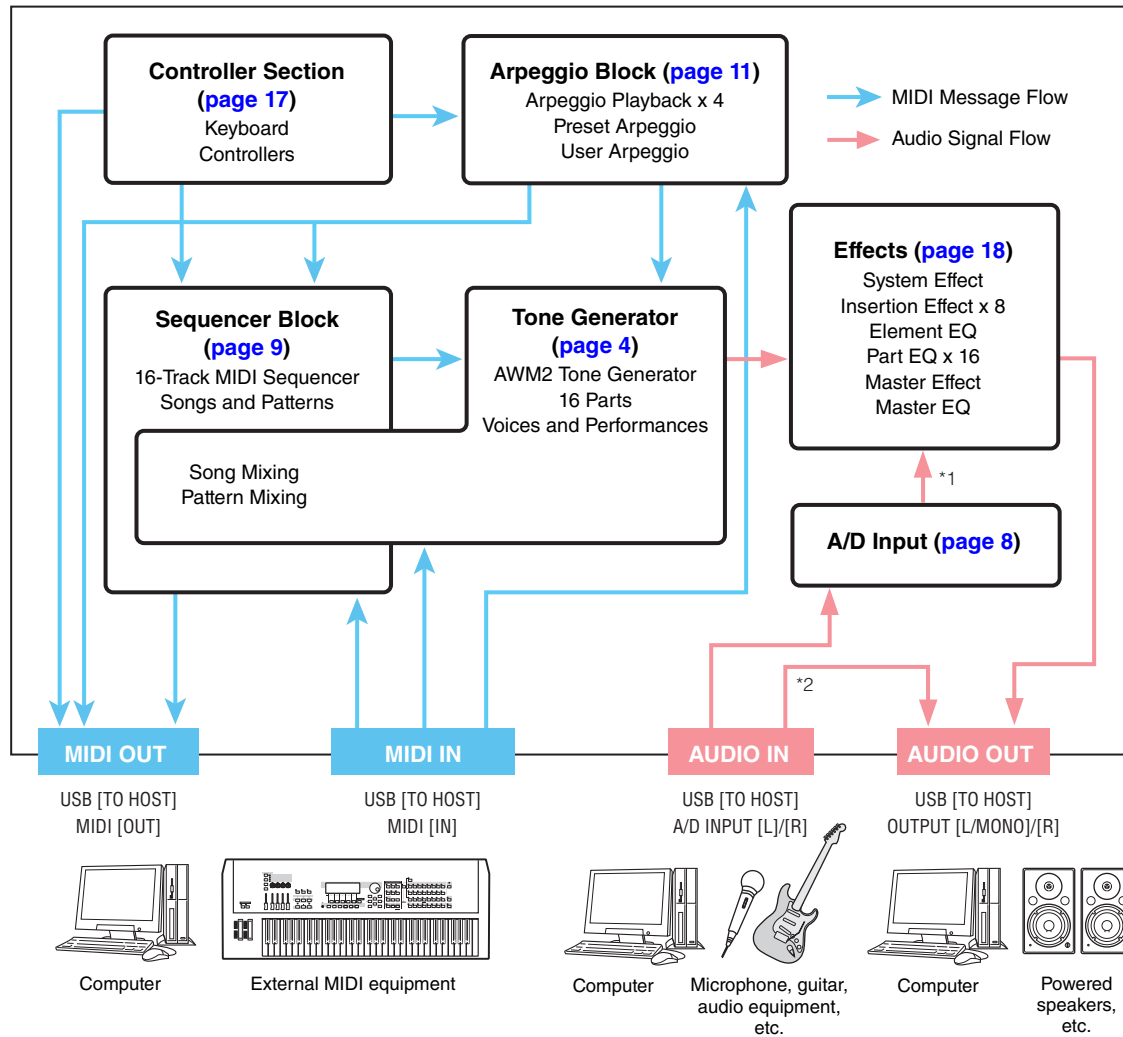 Controller Section
(page 17)
Keyboard
Controllers
Arpeggio Block (page 11)
Arpeggio Playback x 4
Preset Arpeggio
User Arpeggio
MIDI Message Flow
Audio Signal Flow
Sequencer Block
(page 9)
16-Track MIDI Sequencer
Songs and Patterns
Song Mixing
Pattern Mixing
Tone Generator
(page 4)
AWM2 Tone Generator
16 Parts
Voices and Performances
Effects (page 18)
System Effect
Insertion Effect x 8
Element EQ
Part EQ x 16
Master Effect
Master EQ
*1
A/D Input (page 8)
*2
MIDI OUT
USB [TO HOST]
MIDI [OUT]
MIDI IN
USB [TO HOST]
MIDI [IN]
AUDIO IN
USB [TO HOST]
A/D INPUT [L]/[R]
AUDIO OUT
USB [TO HOST]
OUTPUT [L/MONO]/[R]
Computer
External MIDI equipment
Computer
Microphone, guitar,
audio equipment,
etc.
Computer
Powered
speakers,
etc.